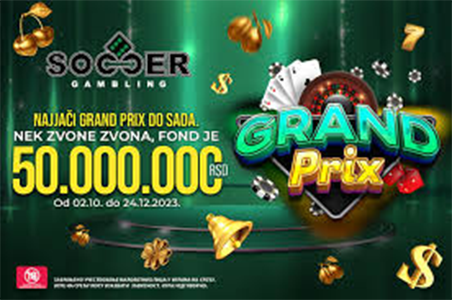 SOCCER
GAMBLING
NAJJAČI GRAND PRIX DO SADA.
NEK ZVONE ZVONA, FOND JE
50.000.000 RSD
Od 02.10. do 24.12.2023.
GRAND
Prix
18